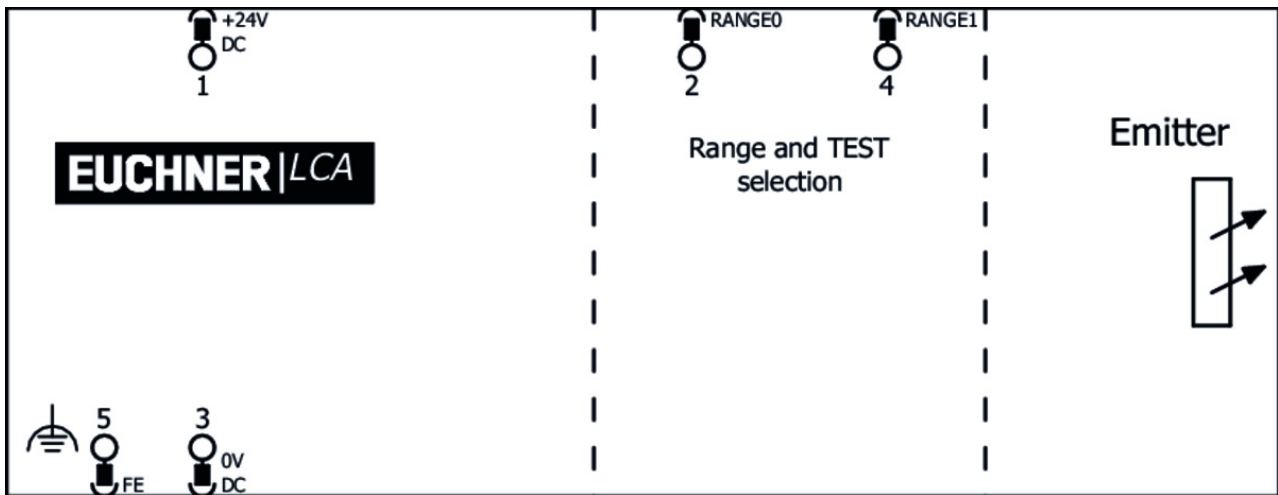 +24V
DC
1
RANGE0
2
RANGE1
4
EUCHNER|LCA
Range and TEST
selection
Emitter
5
FE
3
0V
DC